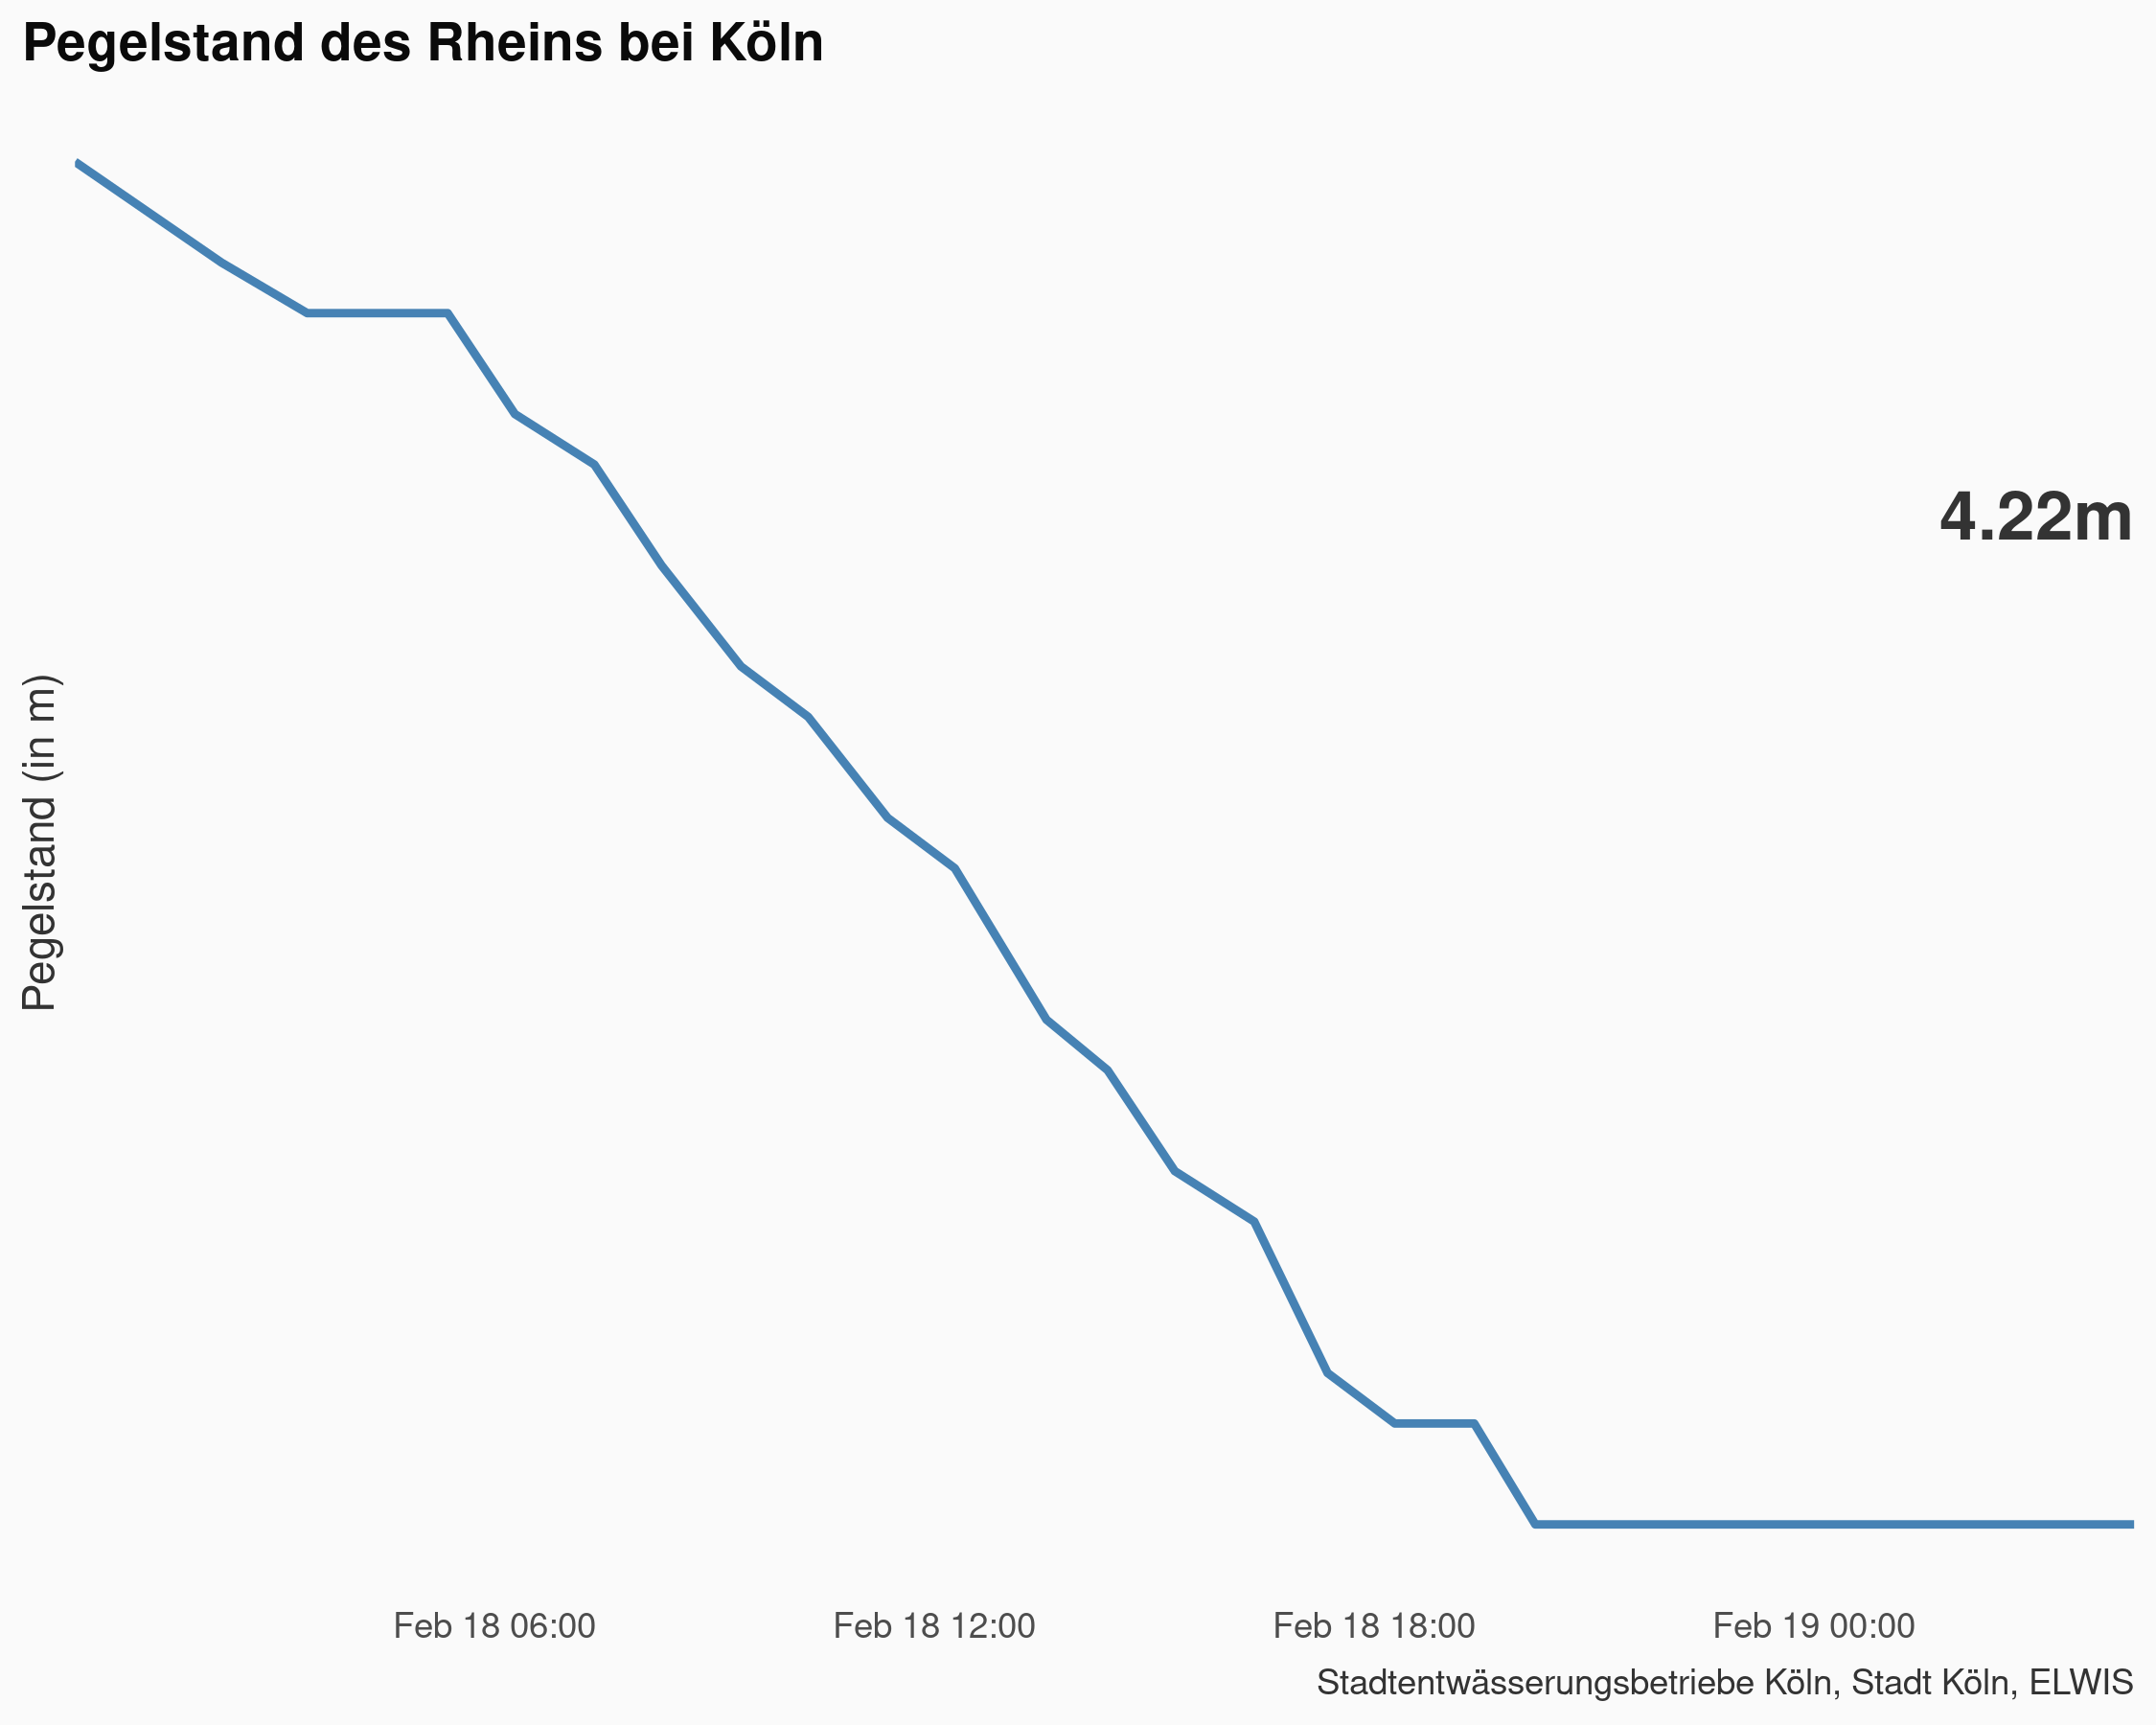 Pegelstand des Rheins bei Köln
4.22m
Pegelstand (in m)
Feb 18 06:00
Feb 18 12:00
Feb 18 18:00
Feb 19 00:00
Stadtentwässerungsbetriebe Köln, Stadt Köln, ELWIS